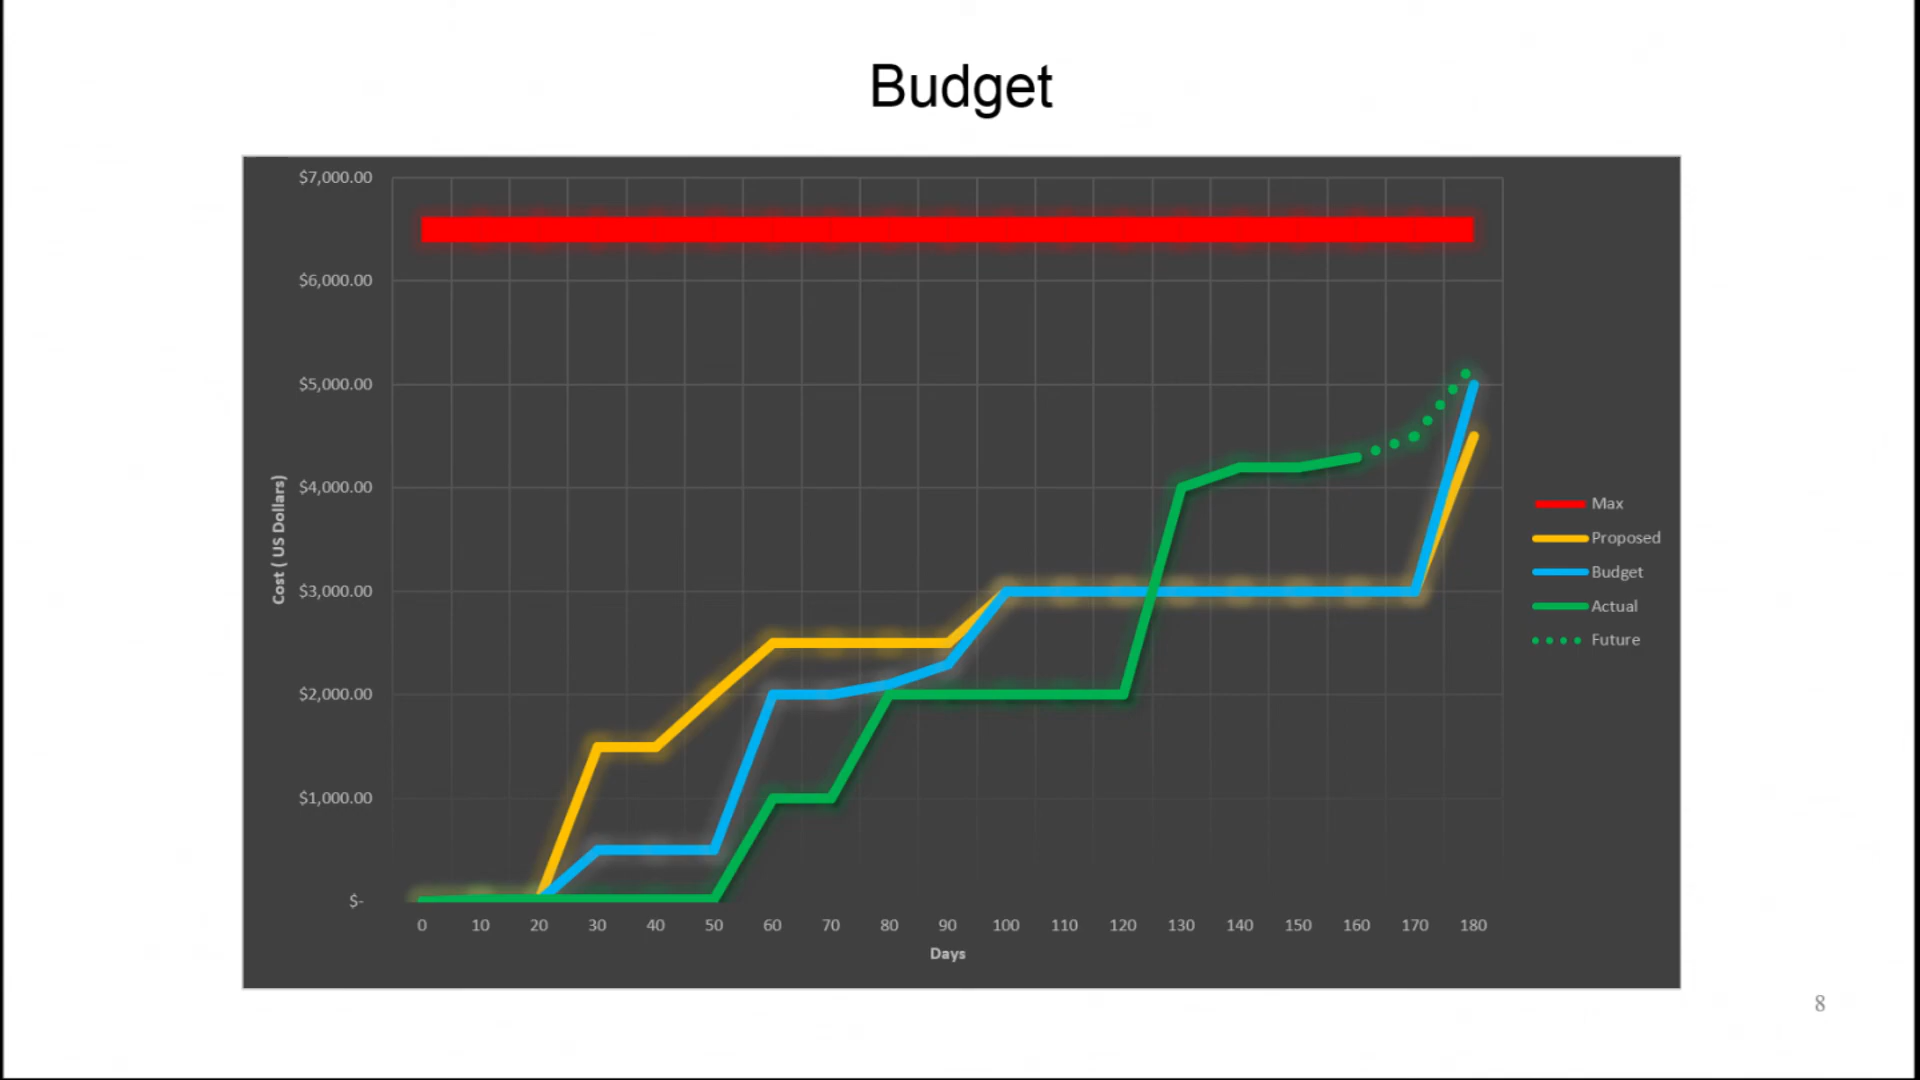 Budget
$7,000.00
$6,000.00
$5,000.00
$4,000.00
$3,000.00
$2,000.00
$1,000.00
$-
Cost ( US Dollars)
0 10 20 30 40 50 60 70 80 90 100 110 120 130 140 150 160 170 180
Days
Max
Proposed
Budget
Actual
Future
8